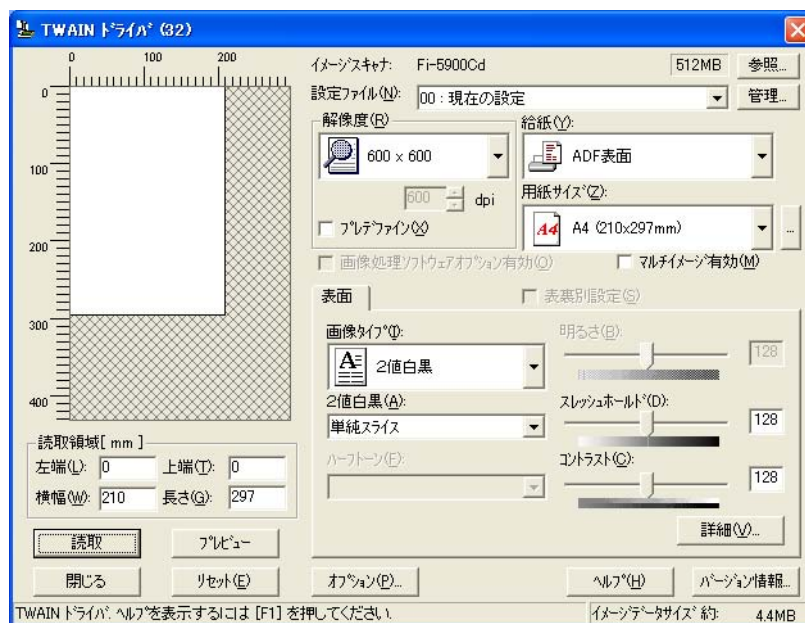 TWAIN ﾄﾞﾗｲﾊﾞ (32)
0 100 200
0
100
200
300
400
ｲﾒｰｼﾞｽｷｬﾅ: Fi-5900Cd 512MB 参照...
設定ファイル(N): 00 : 現在の設定 管理...
解像度(R)
600 x 600
600 dpi
ﾌﾟﾚﾃﾞﾌｧｲﾝ(X)
給紙(Y):
ADF表面
用紙ｻｲｽﾞ(Z):
A4 A4 (210x297mm) ...
画像処理ｿﾌﾄｳｪｱｵﾌﾟｼｮﾝ有効(O) ﾏﾙﾁｲﾒｰｼﾞ有効(M)
表面 表裏別設定(S)
画像ﾀｲﾌﾟ(I):
2値白黒
2値白黒(A):
単純スライス
ﾊｰﾌﾄｰﾝ(F):
明るさ(B):
128
ｽﾚｯｼｭﾎｰﾙﾄﾞ(D):
128
ｺﾝﾄﾗｽﾄ(C):
128
詳細(V)...
読取領域[ mm ]
左端(L): 0 上端(T): 0
横幅(W): 210 長さ(G): 297
読取 ﾌﾟﾚﾋﾞｭｰ
閉じる ﾘｾｯﾄ(E) ｵﾌﾟｼｮﾝ(P)... ﾍﾙﾌﾟ(H) ﾊﾞｰｼﾞｮﾝ情報...
TWAIN ﾄﾞﾗｲﾊﾞ. ﾍﾙﾌﾟを表示するには [F1] を押してください. ｲﾒｰｼﾞﾃﾞｰﾀｻｲｽﾞ 約: 4.4MB